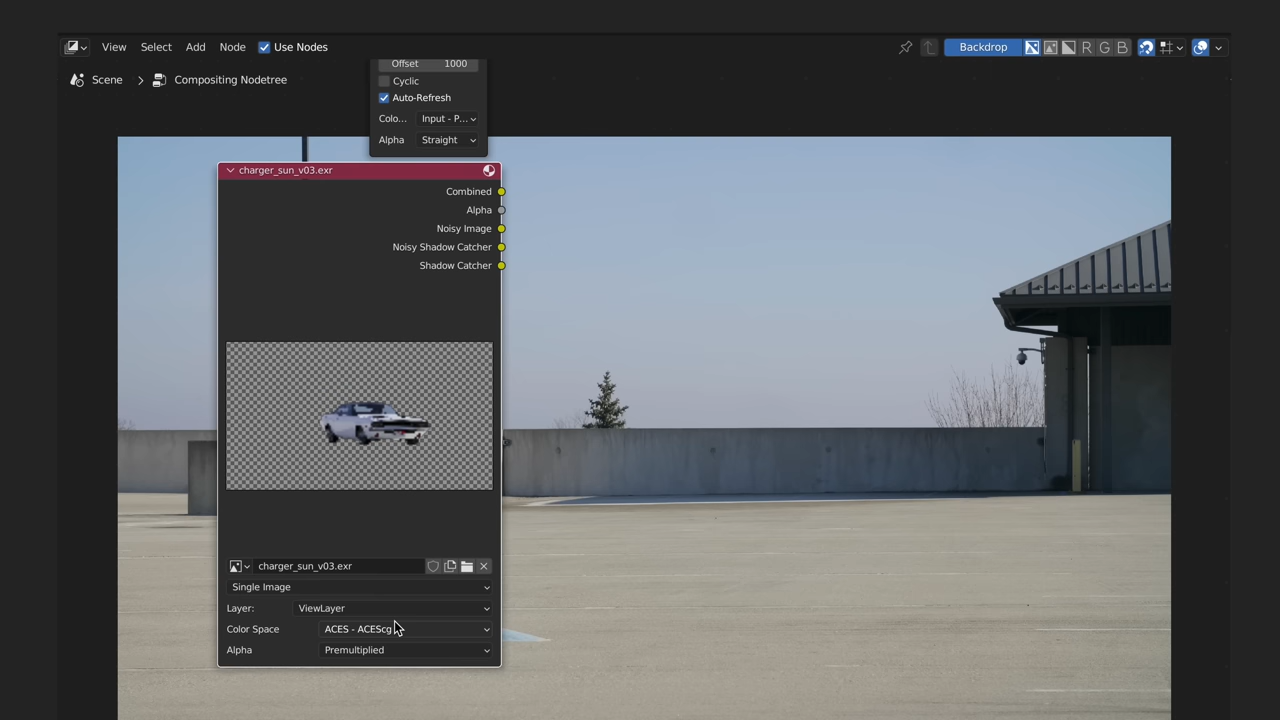 View Select Add Node Use Nodes Backdrop R G B
Scene Compositing Nodetree
Offset 1000
Cyclic
Auto-Refresh
Colo... Input - P...
Alpha Straight
charger_sun_v03.exr
Combined
Alpha
Noisy Image
Noisy Shadow Catcher
Shadow Catcher
charger_sun_v03.exr
Single Image
Layer: ViewLayer
Color Space ACES - ACEScg
Alpha Premultiplied